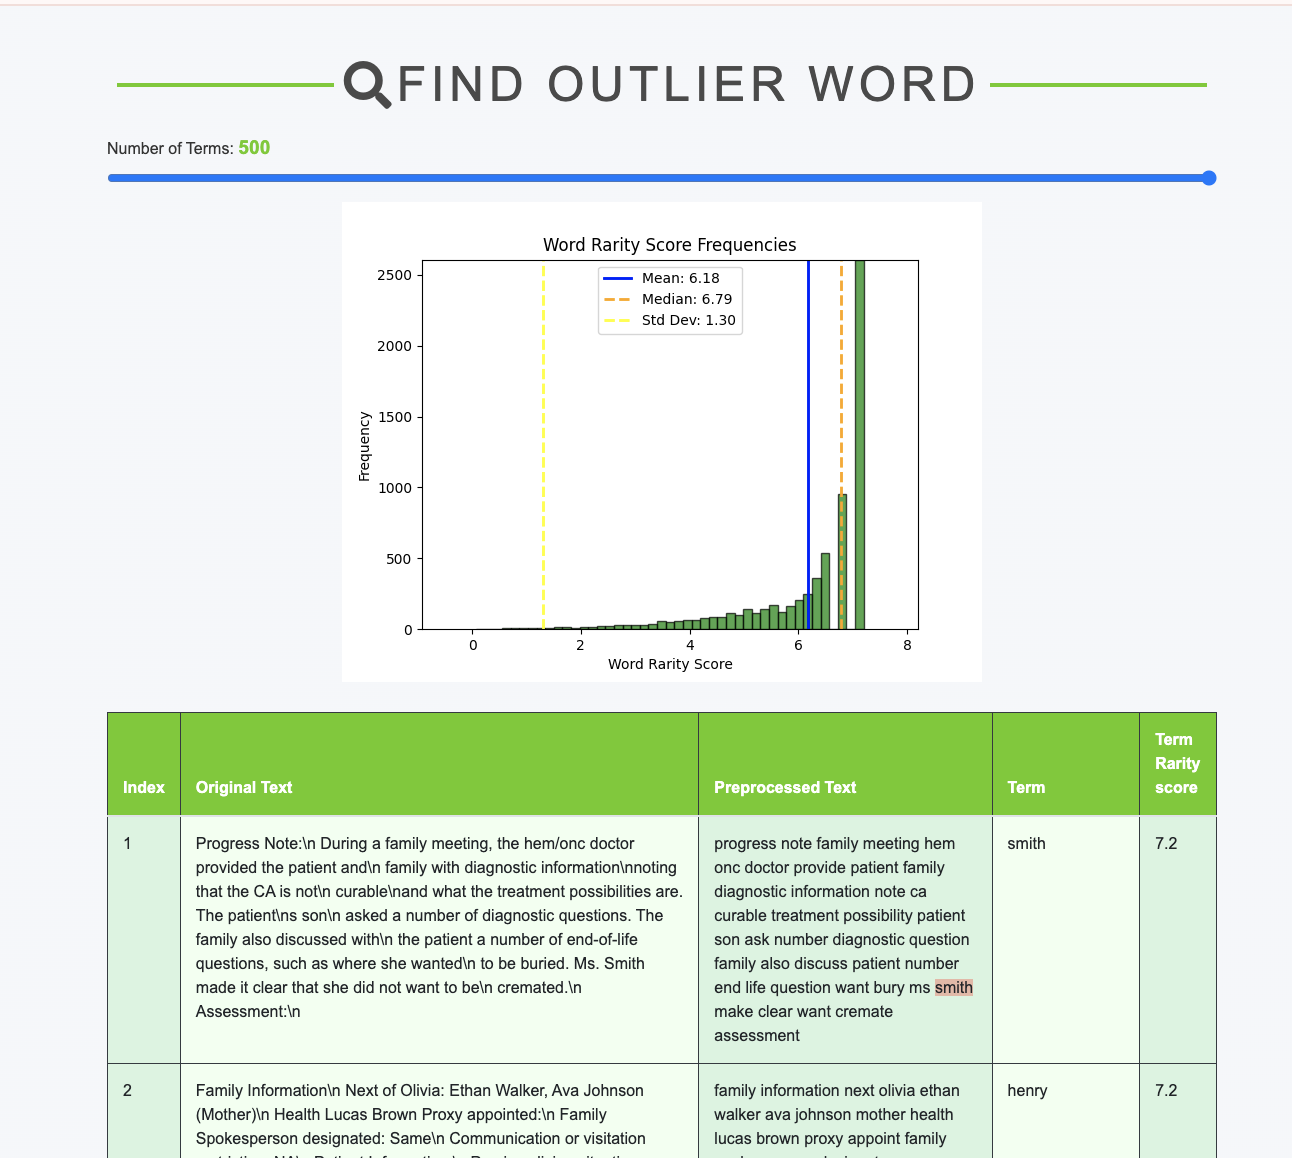 FIND OUTLIER WORD
Number of Terms: 500
Word Rarity Score Frequencies
Mean: 6.18
Median: 6.79
Std Dev: 1.30
Frequency
2500
2000
1500
1000
500
0
0 2 4 6 8
Word Rarity Score
Index
Original Text
Preprocessed Text
Term
Term
Rarity
score
1
Progress Note:\n During a family meeting, the hem/onc doctor
provided the patient and\n family with diagnostic information\nnoting
that the CA is not\n curable\nand what the treatment possibilities are.
The patient\ns son\n asked a number of diagnostic questions. The
family also discussed with\n the patient a number of end-of-life
questions, such as where she wanted\n to be buried. Ms. Smith
made it clear that she did not want to be\n cremated.\n
Assessment:\n
progress note family meeting hem
onc doctor provide patient family
diagnostic information note ca
curable treatment possibility patient
son ask number diagnostic question
family also discuss patient number
end life question want bury ms smith
make clear want cremate
assessment
smith
7.2
2
Family Information\n Next of Olivia: Ethan Walker, Ava Johnson
(Mother)\n Health Lucas Brown Proxy appointed:\n Family
Spokesperson designated: Same\n Communication or visitation
family information next olivia ethan
walker ava johnson mother health
lucas brown proxy appoint family
henry
7.2